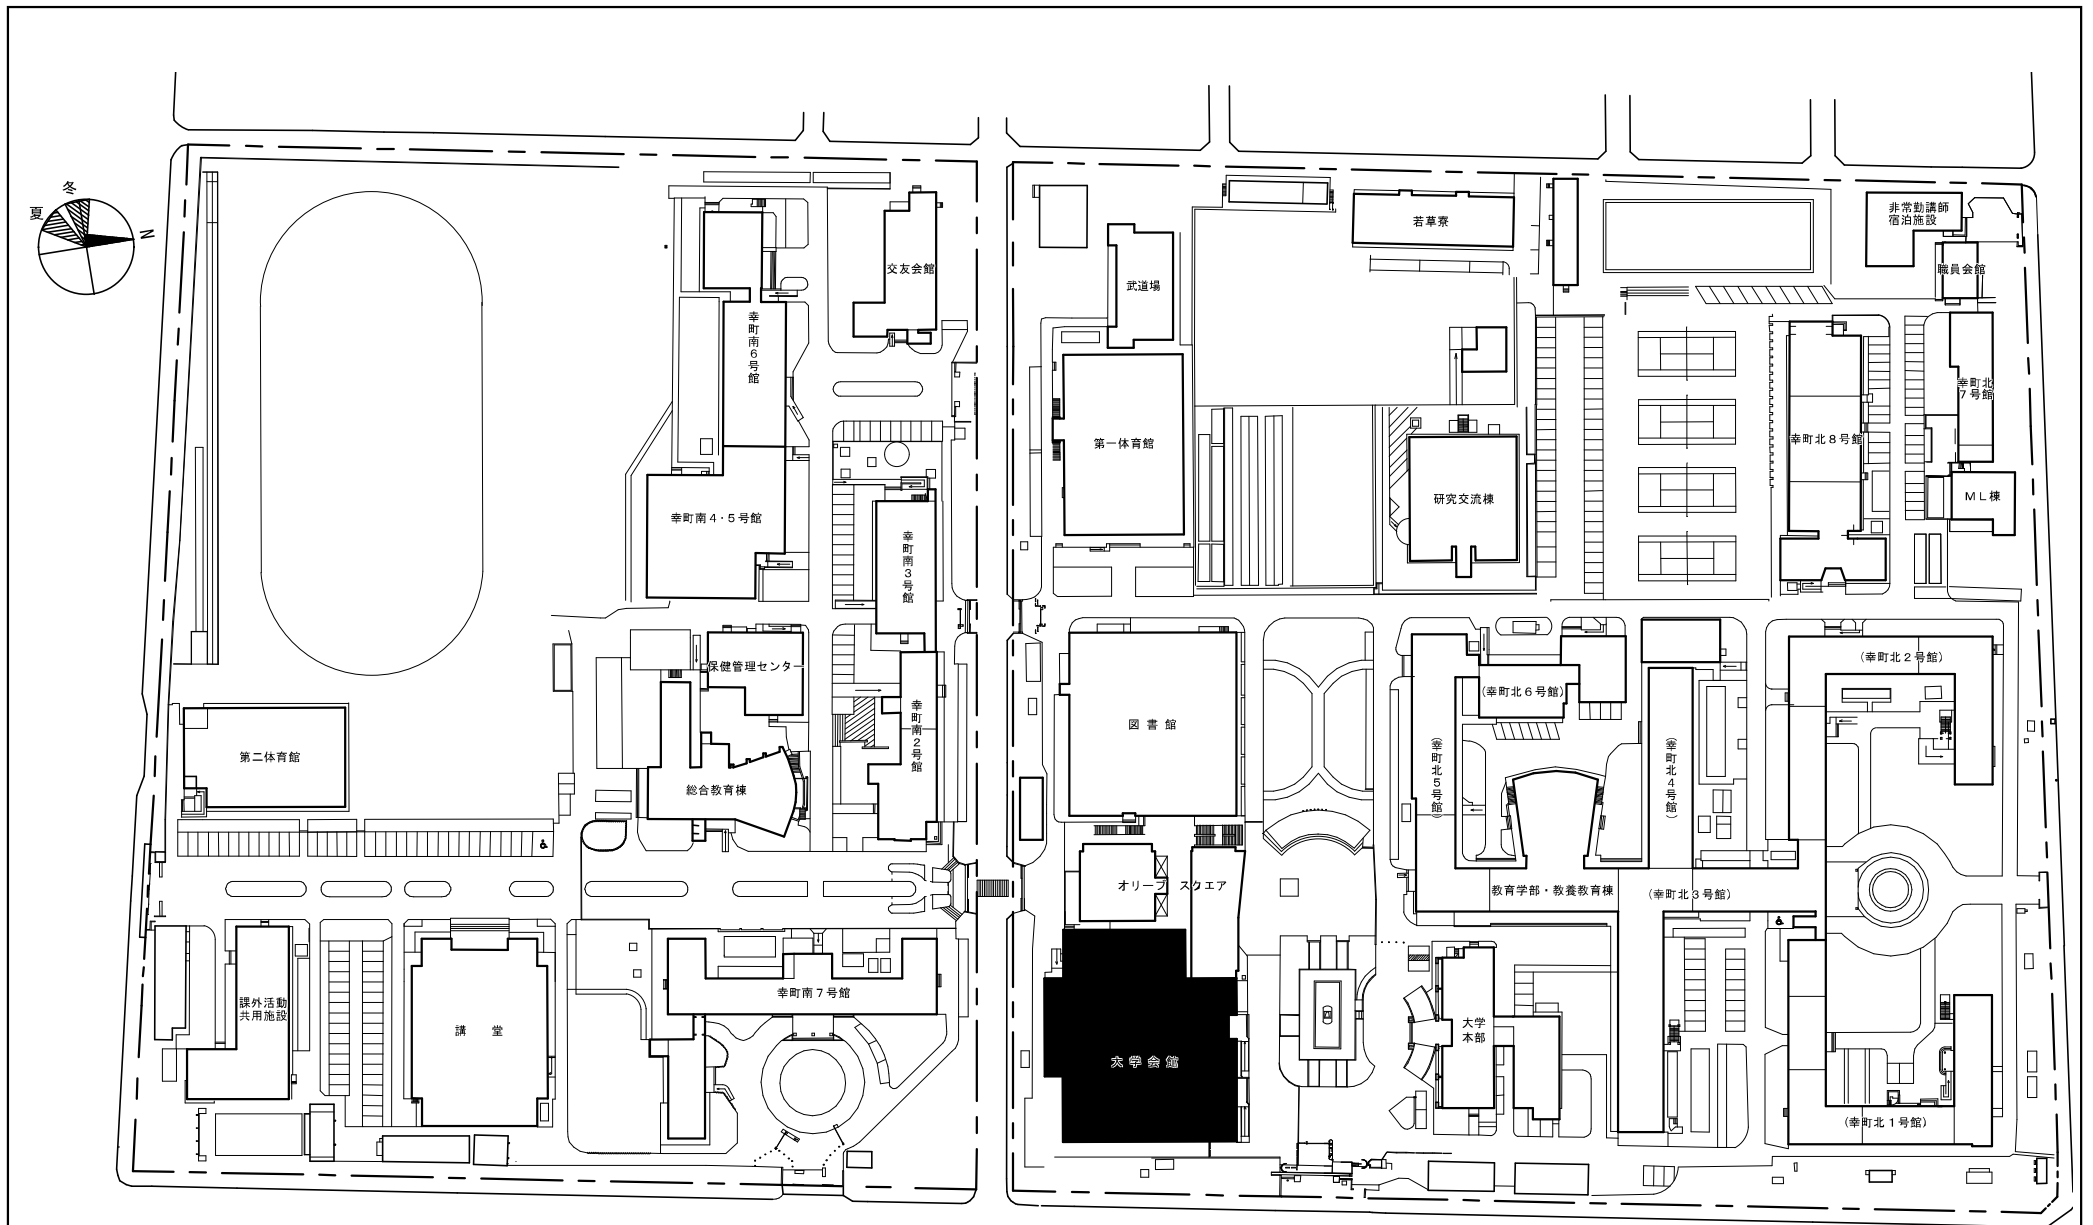 冬
夏
N
非常勤講師
宿泊施設
若草寮
交友会館
職員会館
武道場
幸町南6号館
幸町北
7号館
第一体育館
幸町北8号館
研究交流棟
ML棟
幸町南4・5号館
幸町南3号館
保健管理センター
(幸町北2号館)
(幸町北6号館)
図書館
幸町南2号館
第二体育館
(幸町北5号館)
(幸町北4号館)
総合教育棟
オリーブ スクエア
教育学部・教養教育棟
(幸町北3号館)
幸町南7号館
課外活動
共用施設
講 堂
大学
本部
大学会館
(幸町北1号館)